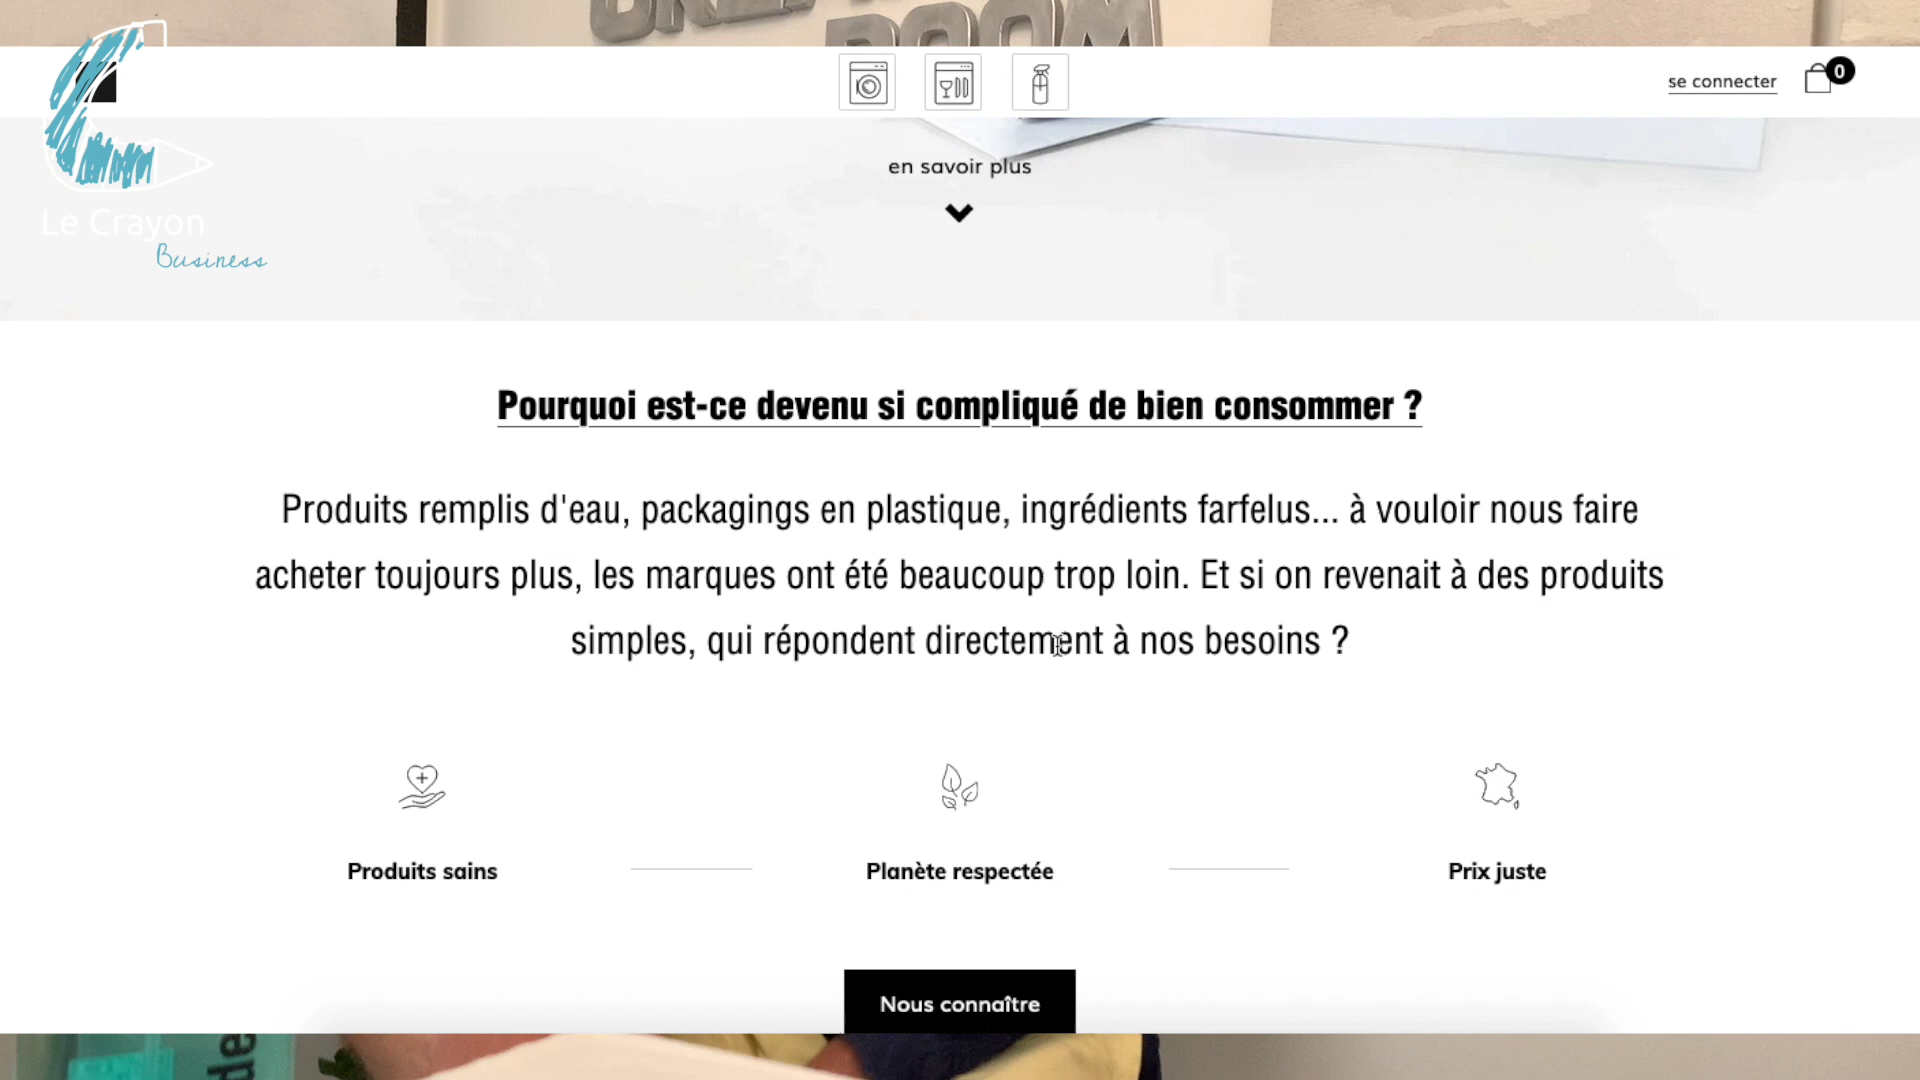 ROOM
se connecter
0
Le Crayon
Business
en savoir plus
Pourquoi est-ce devenu si compliqué de bien consommer ?
Produits remplis d'eau, packagings en plastique, ingrédients farfelus... à vouloir nous faire
acheter toujours plus, les marques ont été beaucoup trop loin. Et si on revenait à des produits
simples, qui répondent directement à nos besoins ?
Produits sains
Planète respectée
Prix juste
Nous connaître
de